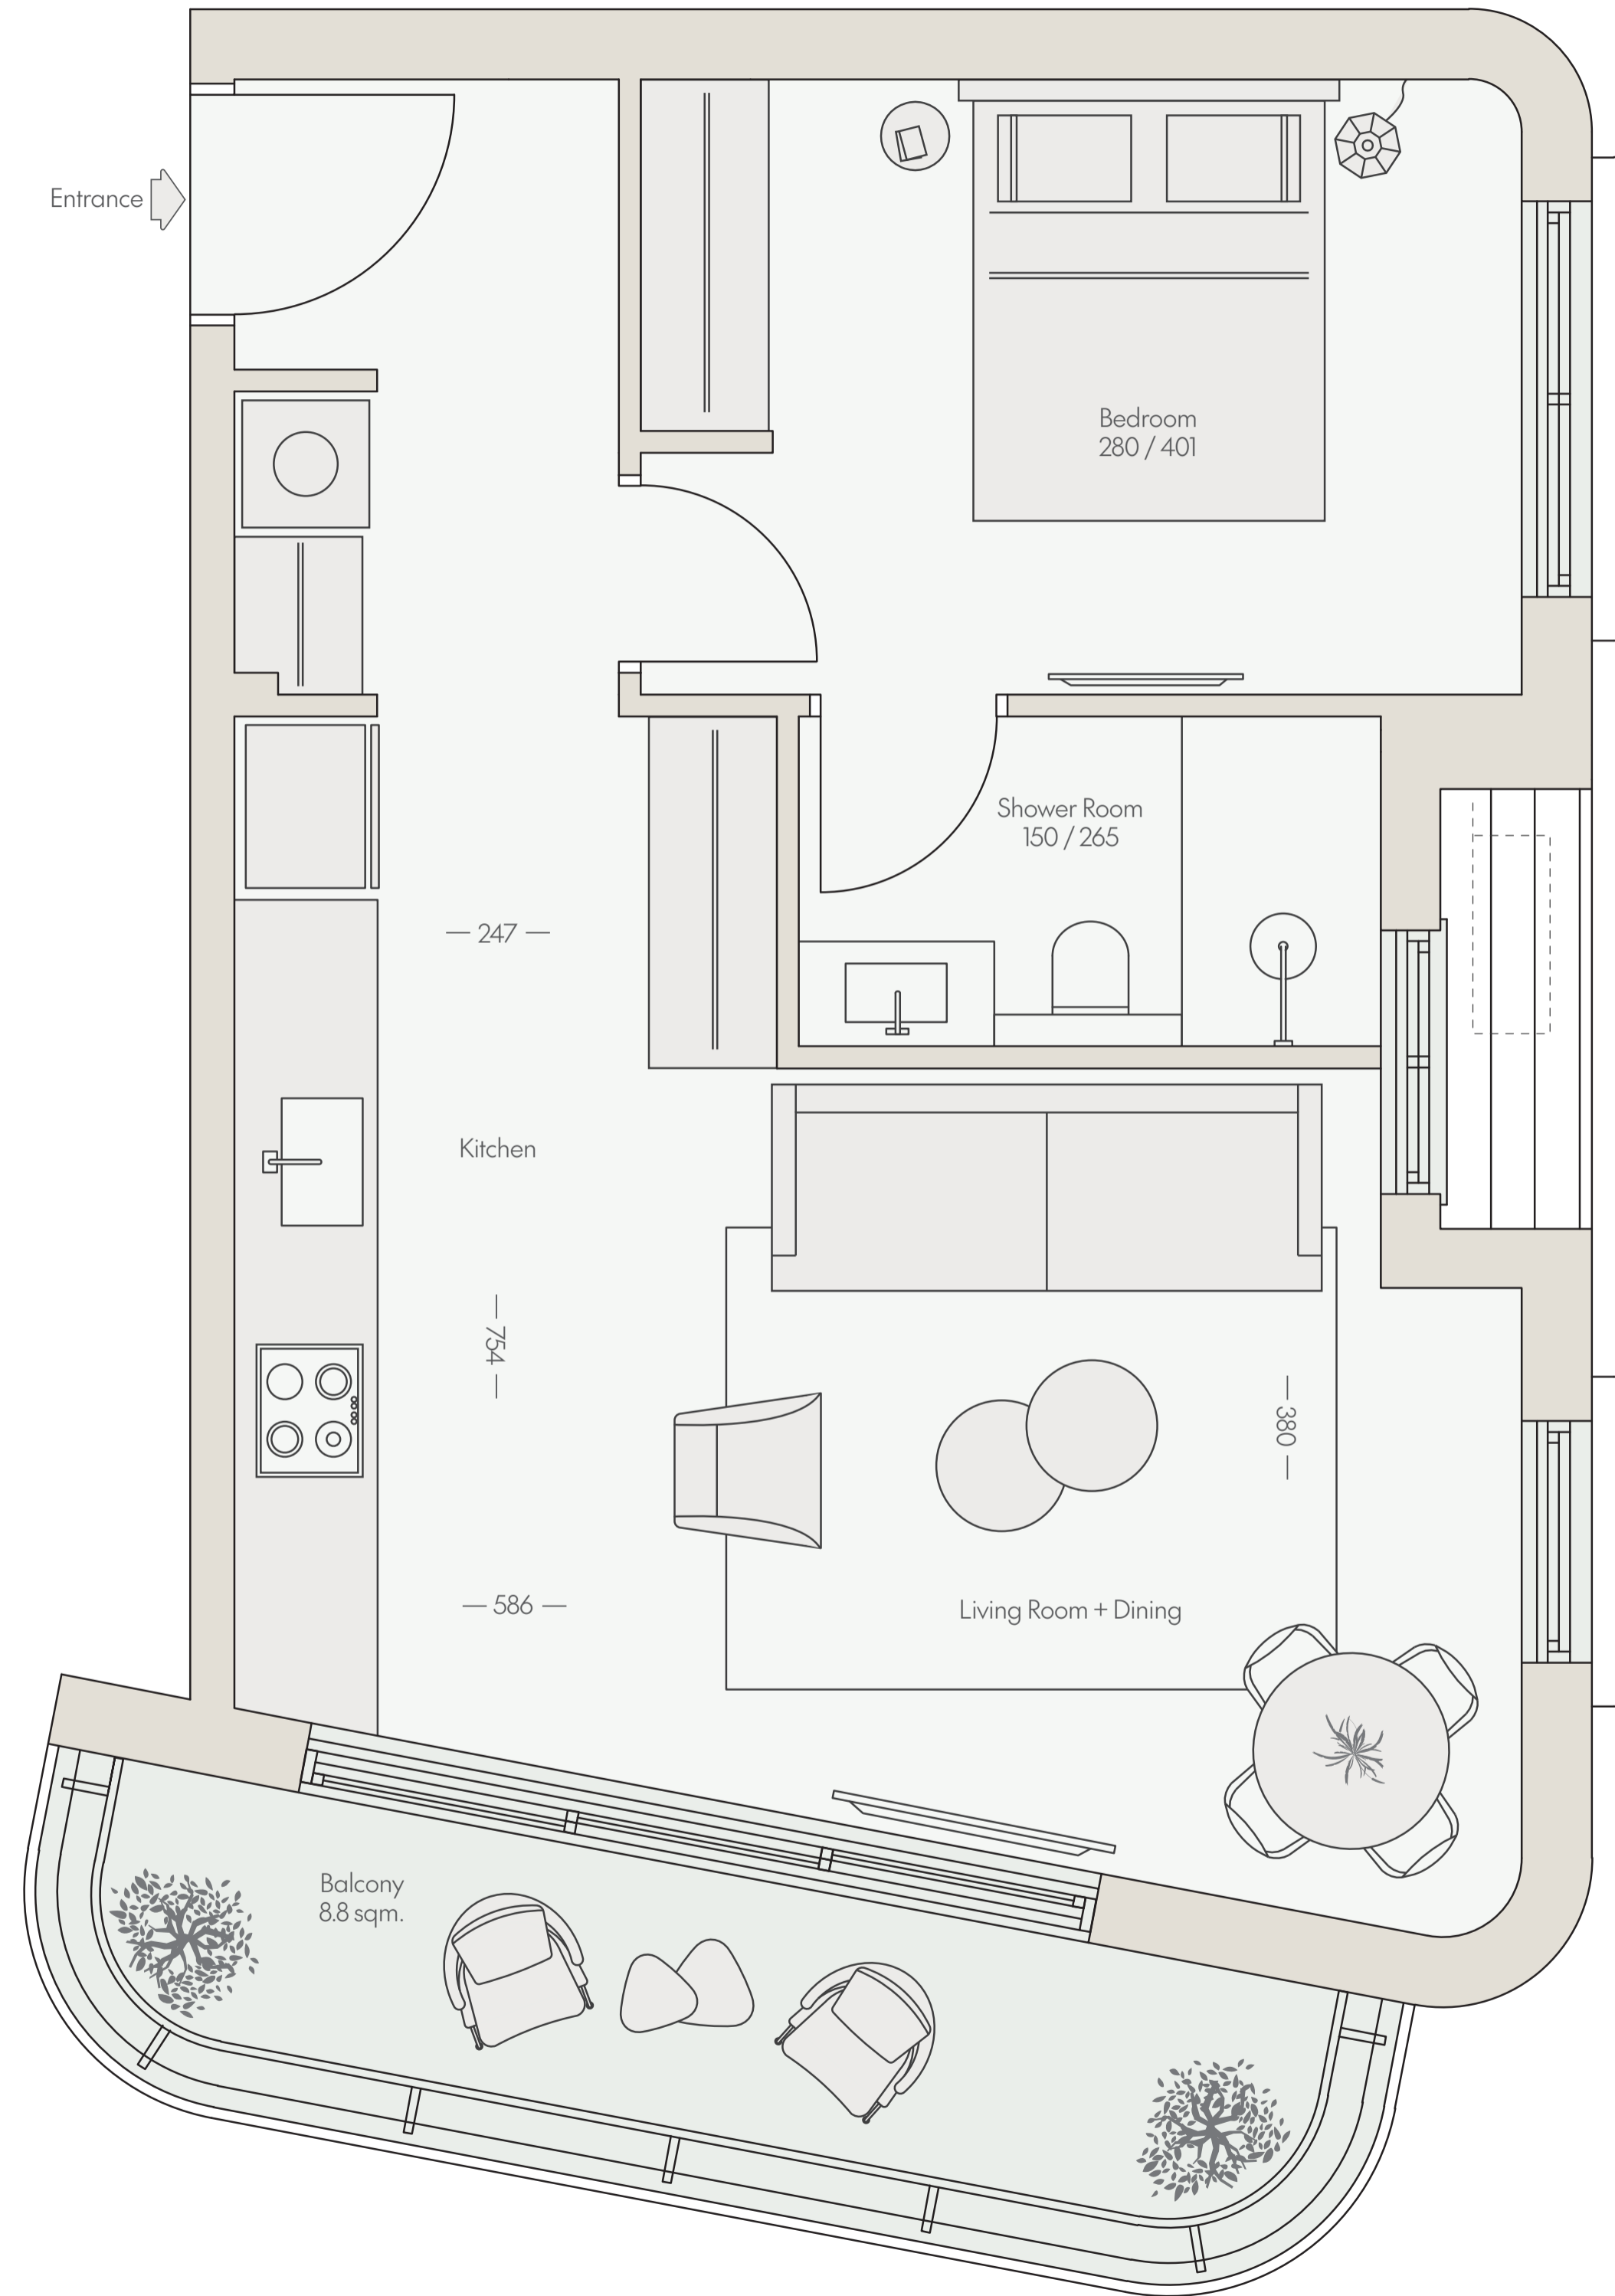 Entrance
Bedroom
280 / 401
Shower Room
150 / 265
— 247 —
Kitchen
— 754 —
— 380 —
— 586 —
Living Room + Dining
Balcony
8.8 sqm.